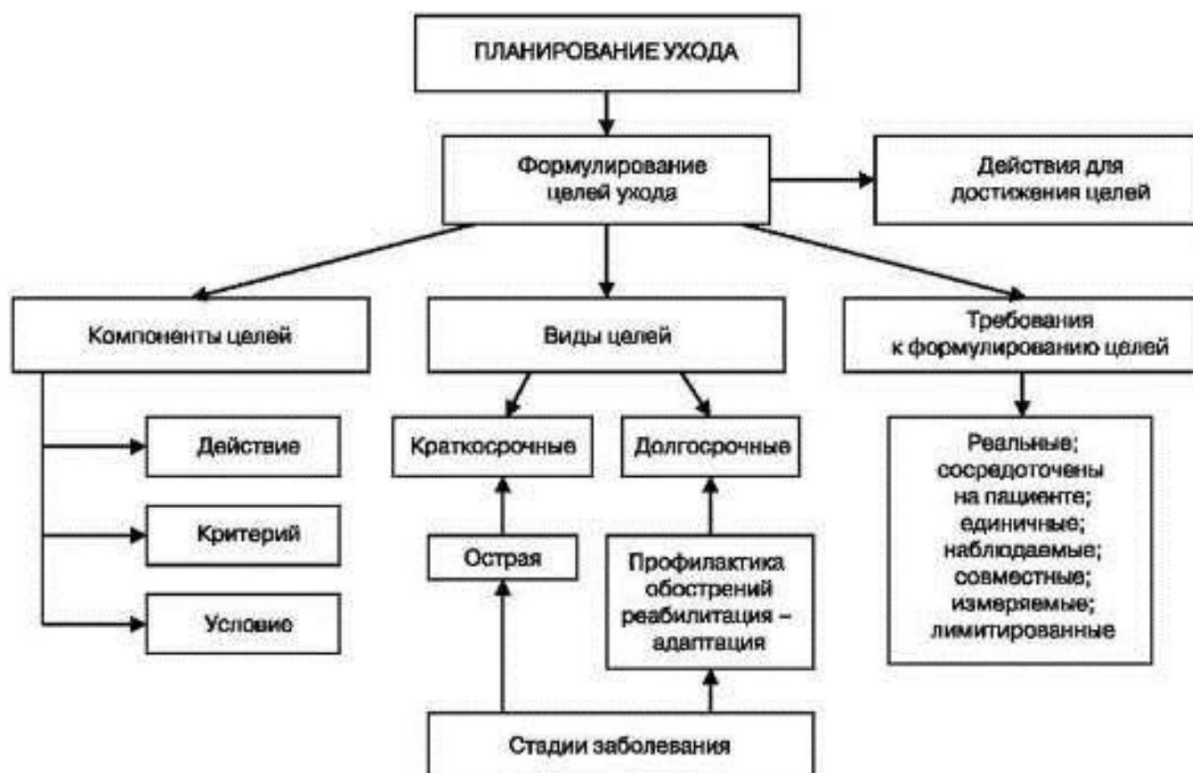 ПЛАНИРОВАНИЕ УХОДА
Формулирование
целей ухода
Действия для
достижения целей
Компоненты целей
Виды целей
Требования
к формулированию целей
Действие
Критерий
Условие
Краткосрочные
Долгосрочные
Острая
Профилактика
обострений
реабилитация –
адаптация
Реальные;
сосредоточены
на пациенте;
единичные;
наблюдаемые;
совместные;
измеряемые;
лимитированные
Стадии заболевания